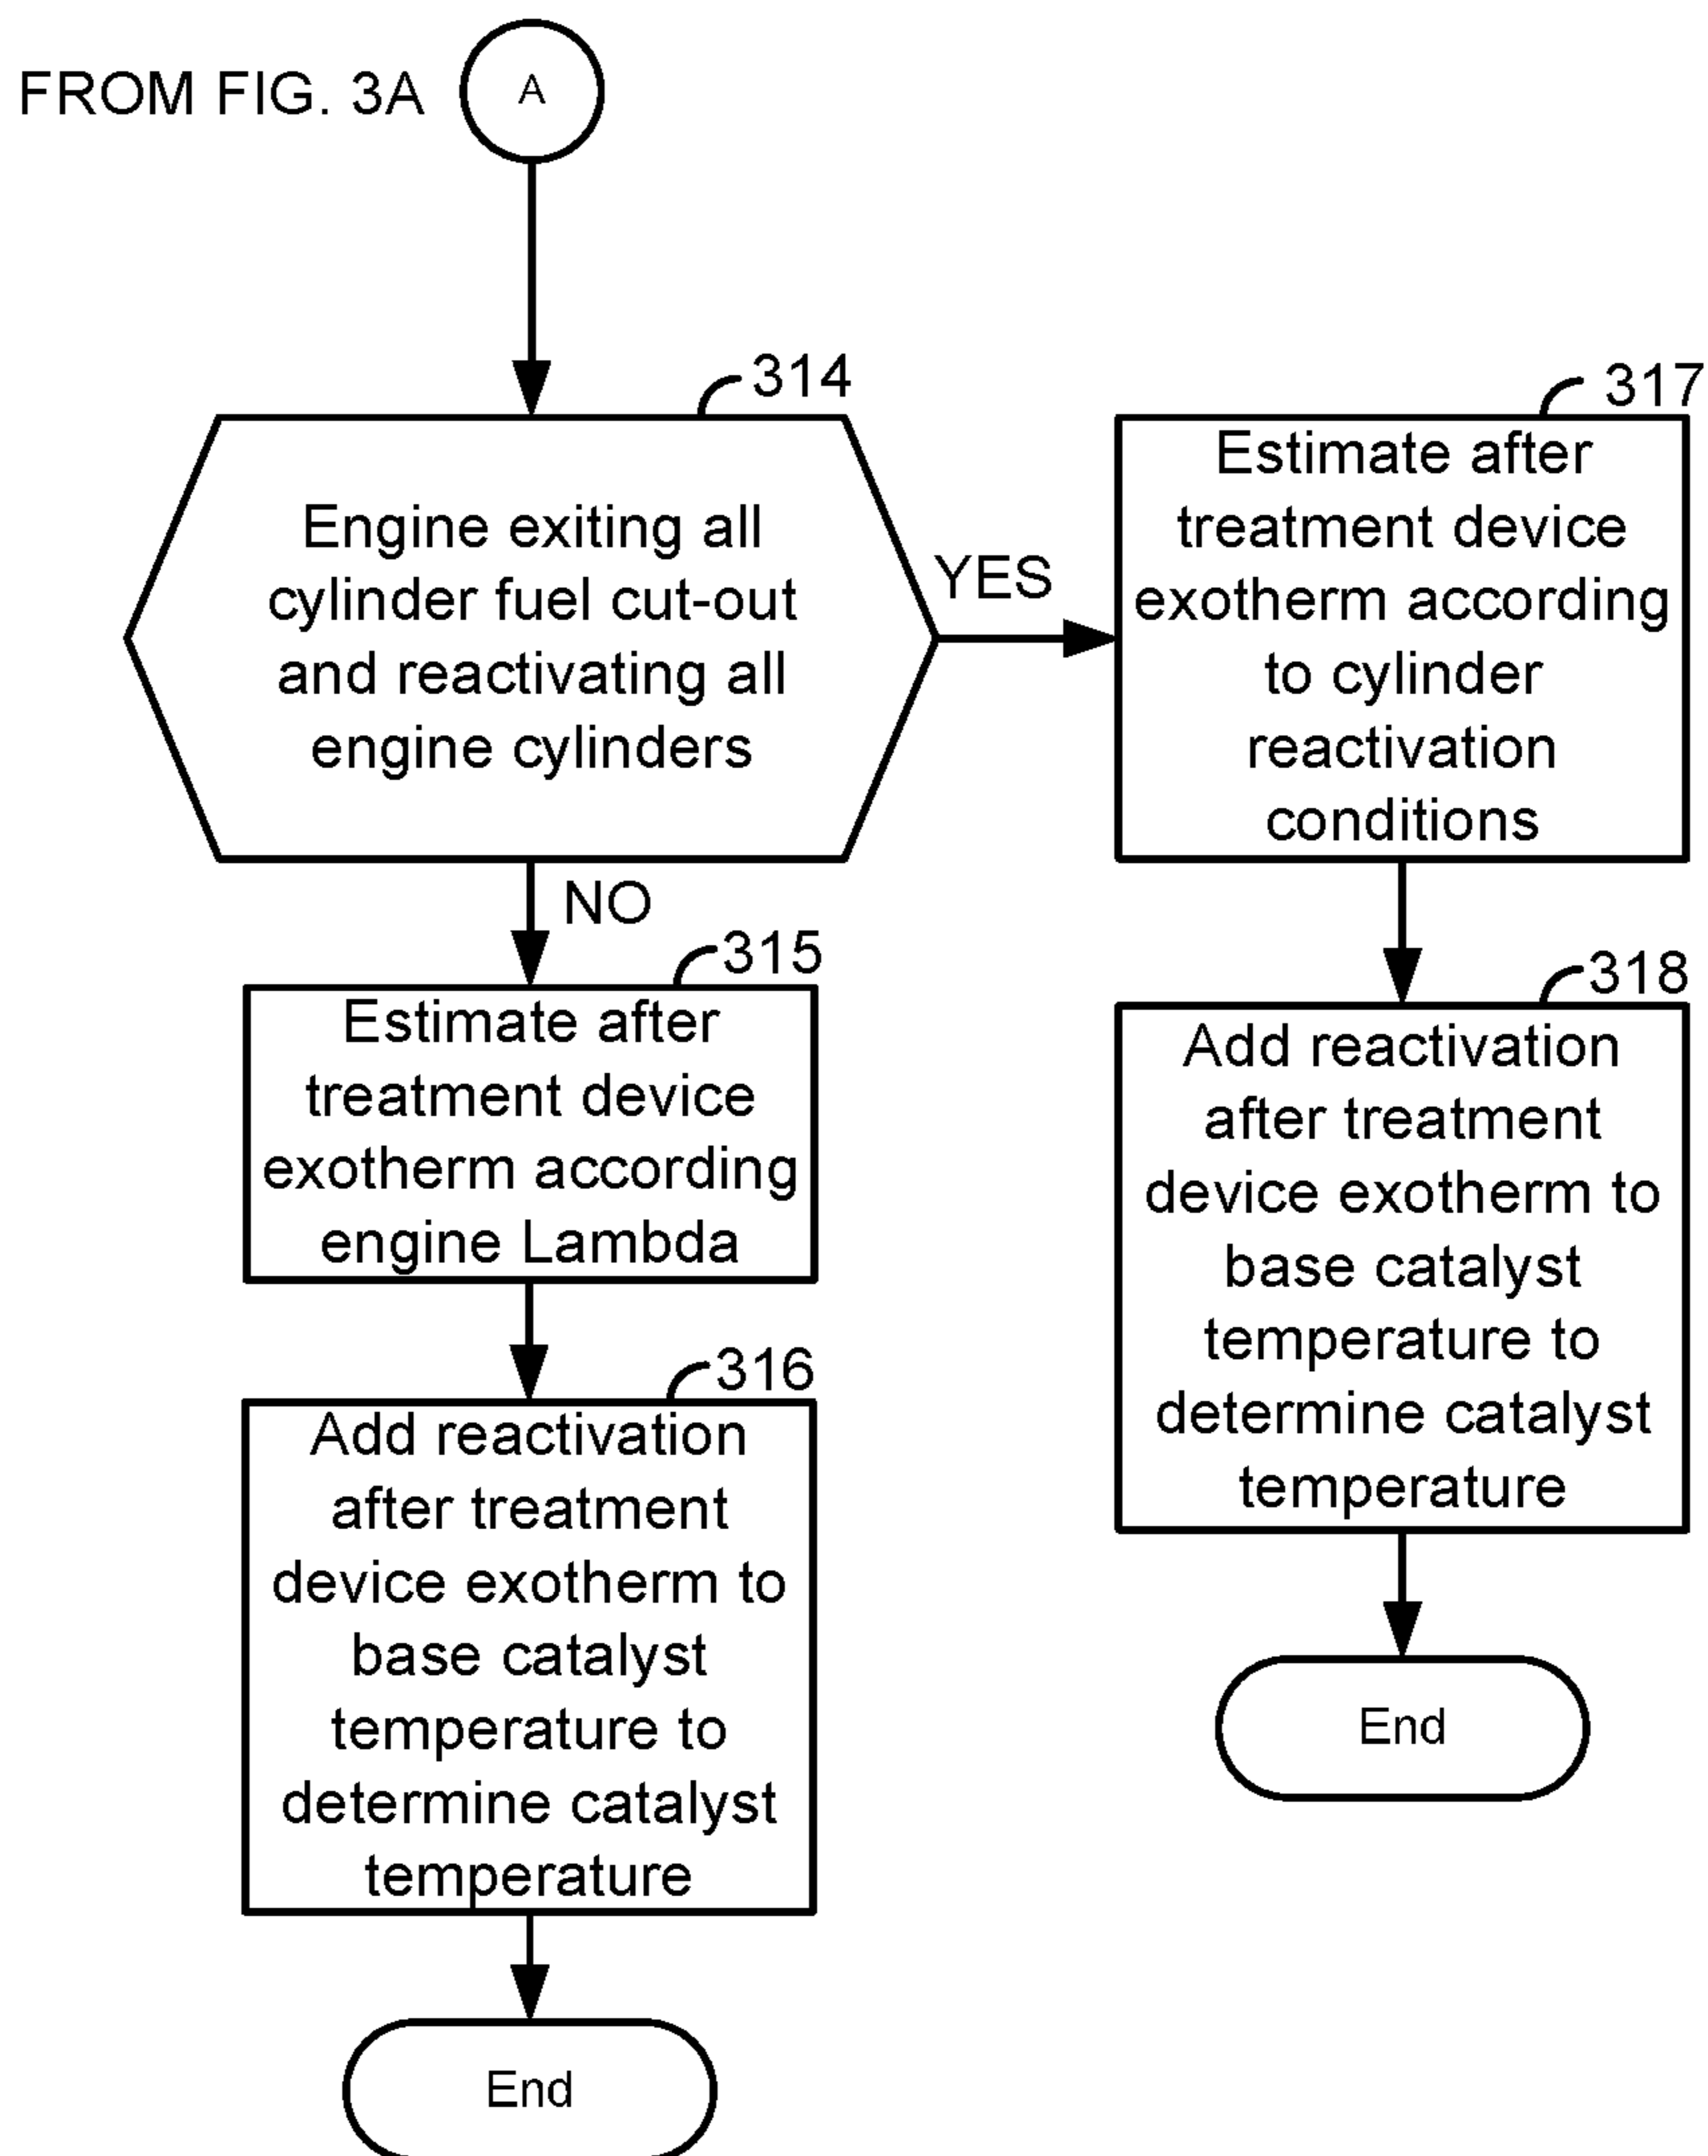 FROM FIG. 3A
A
314
Engine exiting all
cylinder fuel cut-out
and reactivating all
engine cylinders
YES
NO
317
Estimate after
treatment device
exotherm according
to cylinder
reactivation
conditions
315
Estimate after
treatment device
exotherm according
engine Lambda
318
Add reactivation
after treatment
device exotherm to
base catalyst
temperature to
determine catalyst
temperature
316
Add reactivation
after treatment
device exotherm to
base catalyst
temperature to
determine catalyst
temperature
End
End